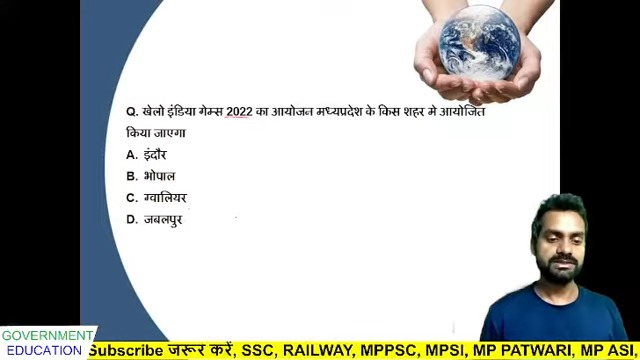 Q. खेलो इंडिया गेम्स 2022 का आयोजन मध्यप्रदेश के किस शहर मे आयोजित
किया जाएगा
A. इंदौर
B. भोपाल
C. ग्वालियर
D. जबलपुर
GOVERNMENT
EDUCATION
Subscribe जरूर करें, SSC, RAILWAY, MPPSC, MPSI, MP PATWARI, MP ASI,